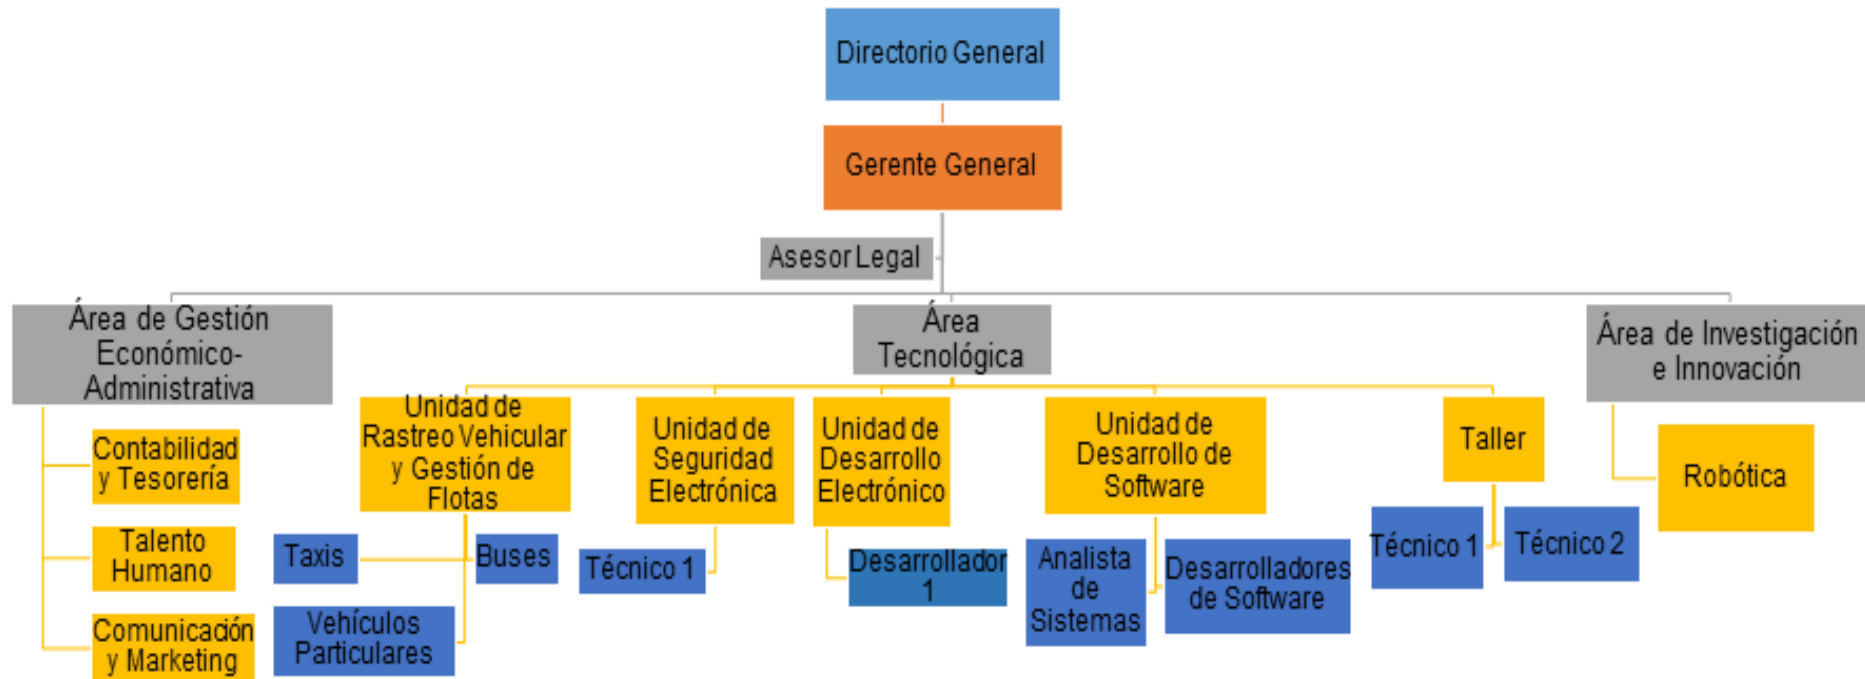 Directorio General
Gerente General
Asesor Legal
Área de Gestión
Económico-
Administrativa
Área
Tecnológica
Área de Investigación
e Innovación
Contabilidad
y Tesorería
Talento
Humano
Comunicación
y Marketing
Unidad de
Rastreo Vehicular
y Gestión de
Flotas
Taxis
Buses
Vehículos
Particulares
Unidad de
Seguridad
Electrónica
Técnico 1
Unidad de
Desarrollo
Electrónico
Desarrollador
1
Unidad de
Desarrollo de
Software
Analista
de
Sistemas
Desarrolladores
de Software
Taller
Técnico 1
Técnico 2
Robótica